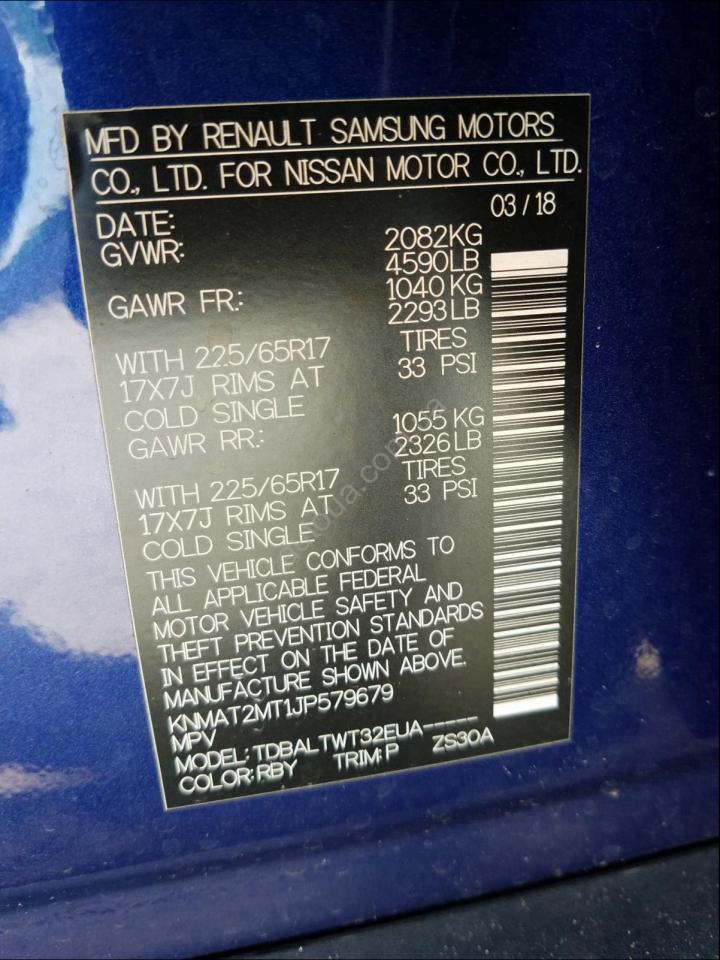 MFD BY RENAULT SAMSUNG MOTORS
CO., LTD. FOR NISSAN MOTOR CO., LTD.
DATE: 03 / 18
GVWR: 2082KG
4590LB
GAWR FR.: 1040 KG
2293 LB
WITH 225/65R17 TIRES
17X7J RIMS AT 33 PSI
COLD SINGLE
GAWR RR.: 1055 KG
2326 LB
WITH 225/65R17 TIRES
17X7J RIMS AT 33 PSI
COLD SINGLE
THIS VEHICLE CONFORMS TO
ALL APPLICABLE FEDERAL
MOTOR VEHICLE SAFETY AND
THEFT PREVENTION STANDARDS
IN EFFECT ON THE DATE OF
MANUFACTURE SHOWN ABOVE.
KNMAT2MT1JP579679
MPV
MODEL: TDBALTWT32EUA-----
COLOR: RBY TRIM: P ZS30A